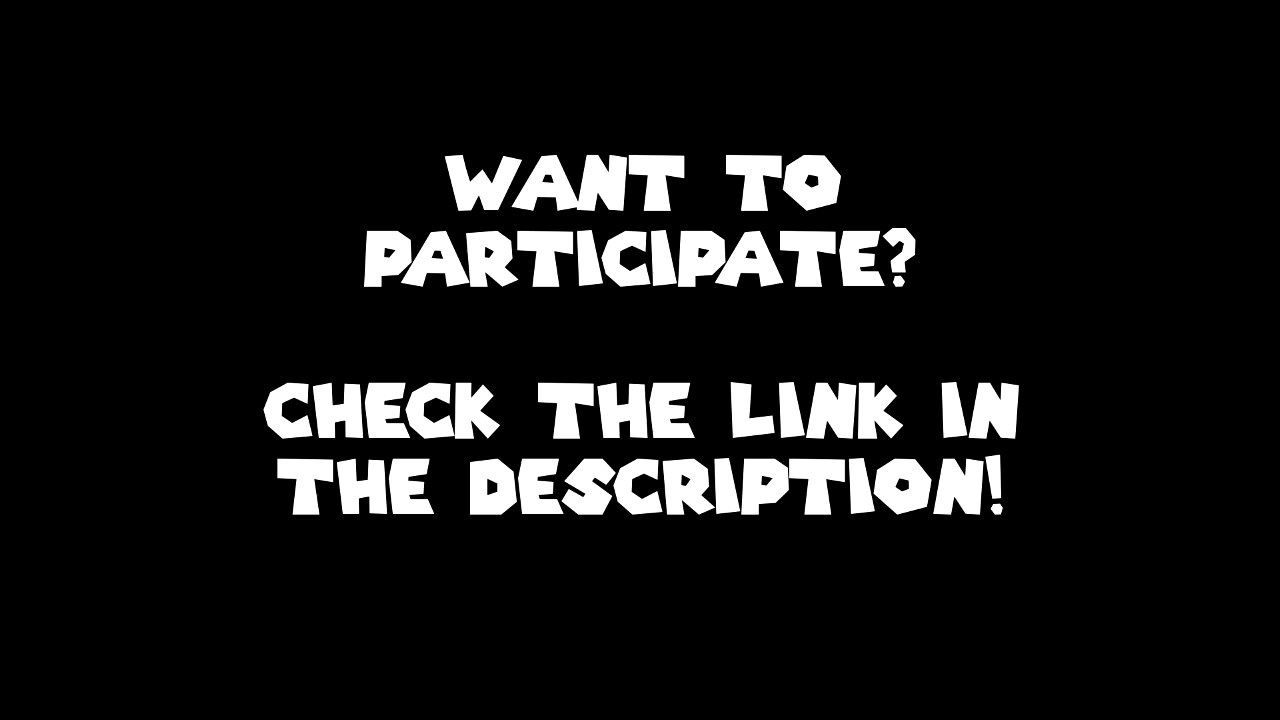 WANT TO
PARTICIPATE?
CHECK THE LINK IN
THE DESCRIPTION!